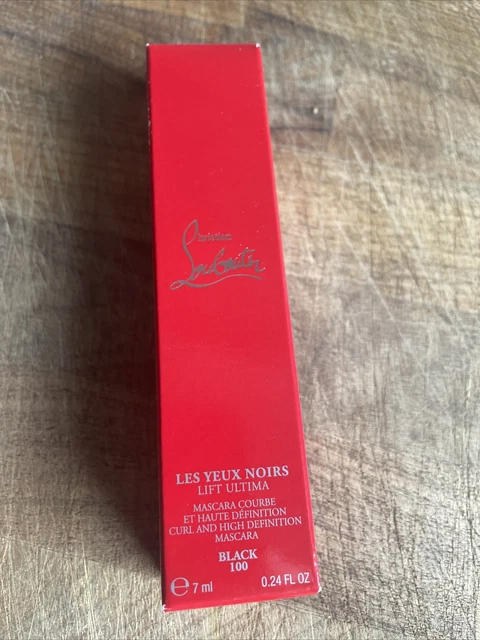 Christian
Louboutin
LES YEUX NOIRS
LIFT ULTIMA
MASCARA COURBE
ET HAUTE DÉFINITION
CURL AND HIGH DEFINITION
MASCARA
BLACK
100
℮ 7 ml 0.24 FL OZ